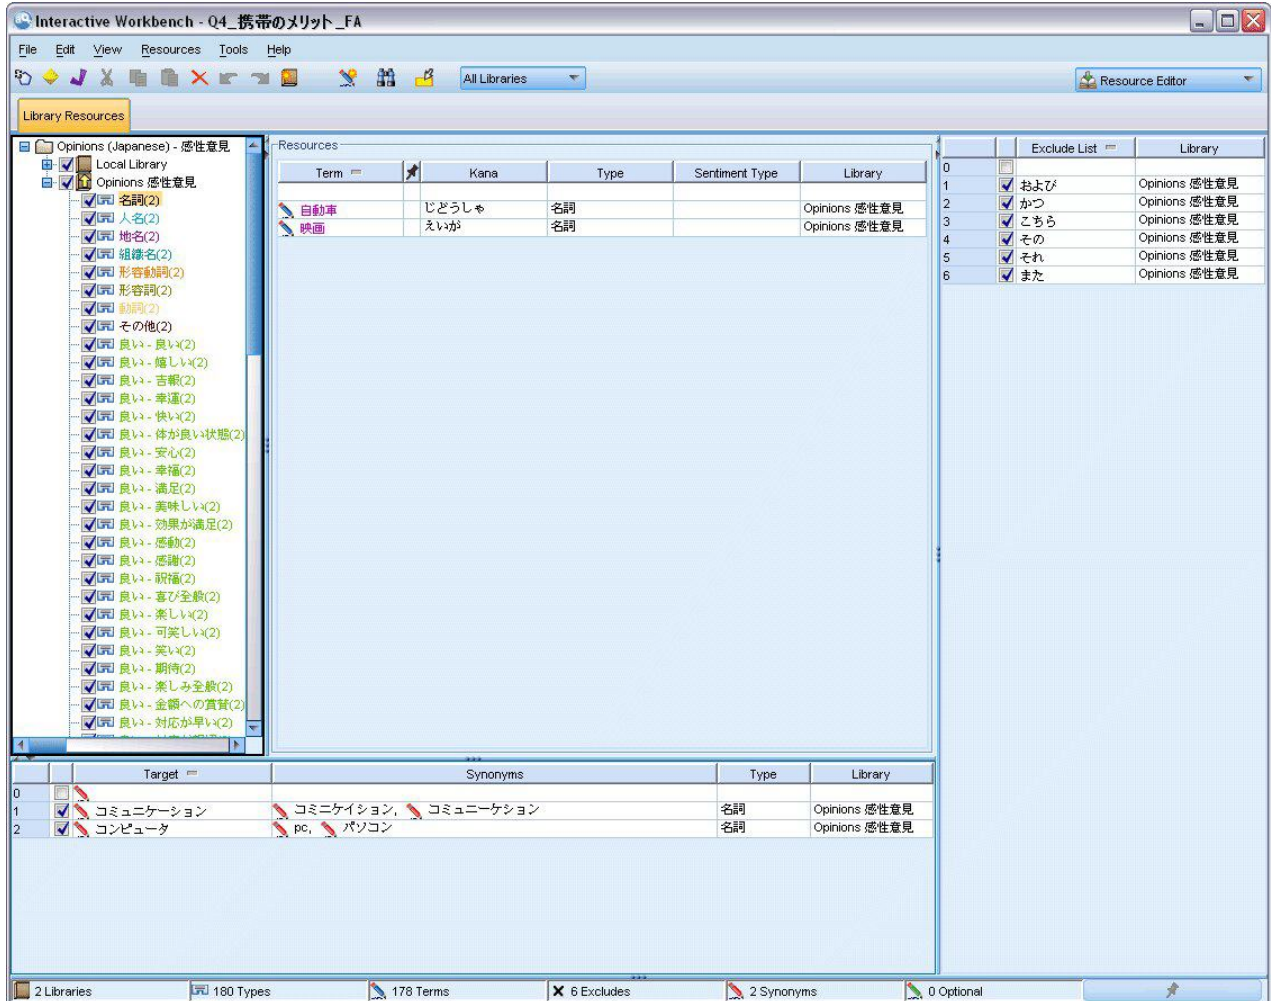 Interactive Workbench - Q4_携帯のメリット_FA
File Edit View Resources Tools Help
All Libraries
Resource Editor
Library Resources
Opinions (Japanese) - 感性意見
Local Library
Opinions 感性意見
名詞(2)
人名(2)
地名(2)
組織名(2)
形容動詞(2)
形容詞(2)
動詞(2)
その他(2)
良い - 良い(2)
良い - 嬉しい(2)
良い - 吉報(2)
良い - 幸運(2)
良い - 快い(2)
良い - 体が良い状態(2)
良い - 安心(2)
良い - 幸福(2)
良い - 満足(2)
良い - 美味しい(2)
良い - 効果が満足(2)
良い - 感動(2)
良い - 感謝(2)
良い - 祝福(2)
良い - 喜び全般(2)
良い - 楽しい(2)
良い - 可笑しい(2)
良い - 笑い(2)
良い - 期待(2)
良い - 楽しみ全般(2)
良い - 金額への賞賛(2)
良い - 対応が早い(2)
Resources
Term Kana Type Sentiment Type Library
自動車 じどうしゃ 名詞 Opinions 感性意見
映画 えいが 名詞 Opinions 感性意見
Exclude List Library
0
1 および Opinions 感性意見
2 かつ Opinions 感性意見
3 こちら Opinions 感性意見
4 その Opinions 感性意見
5 それ Opinions 感性意見
6 また Opinions 感性意見
Target Synonyms Type Library
0
1 コミュニケーション コミニケイション, コミュニーケション 名詞 Opinions 感性意見
2 コンピュータ pc, パソコン 名詞 Opinions 感性意見
2 Libraries 180 Types 178 Terms 6 Excludes 2 Synonyms 0 Optional